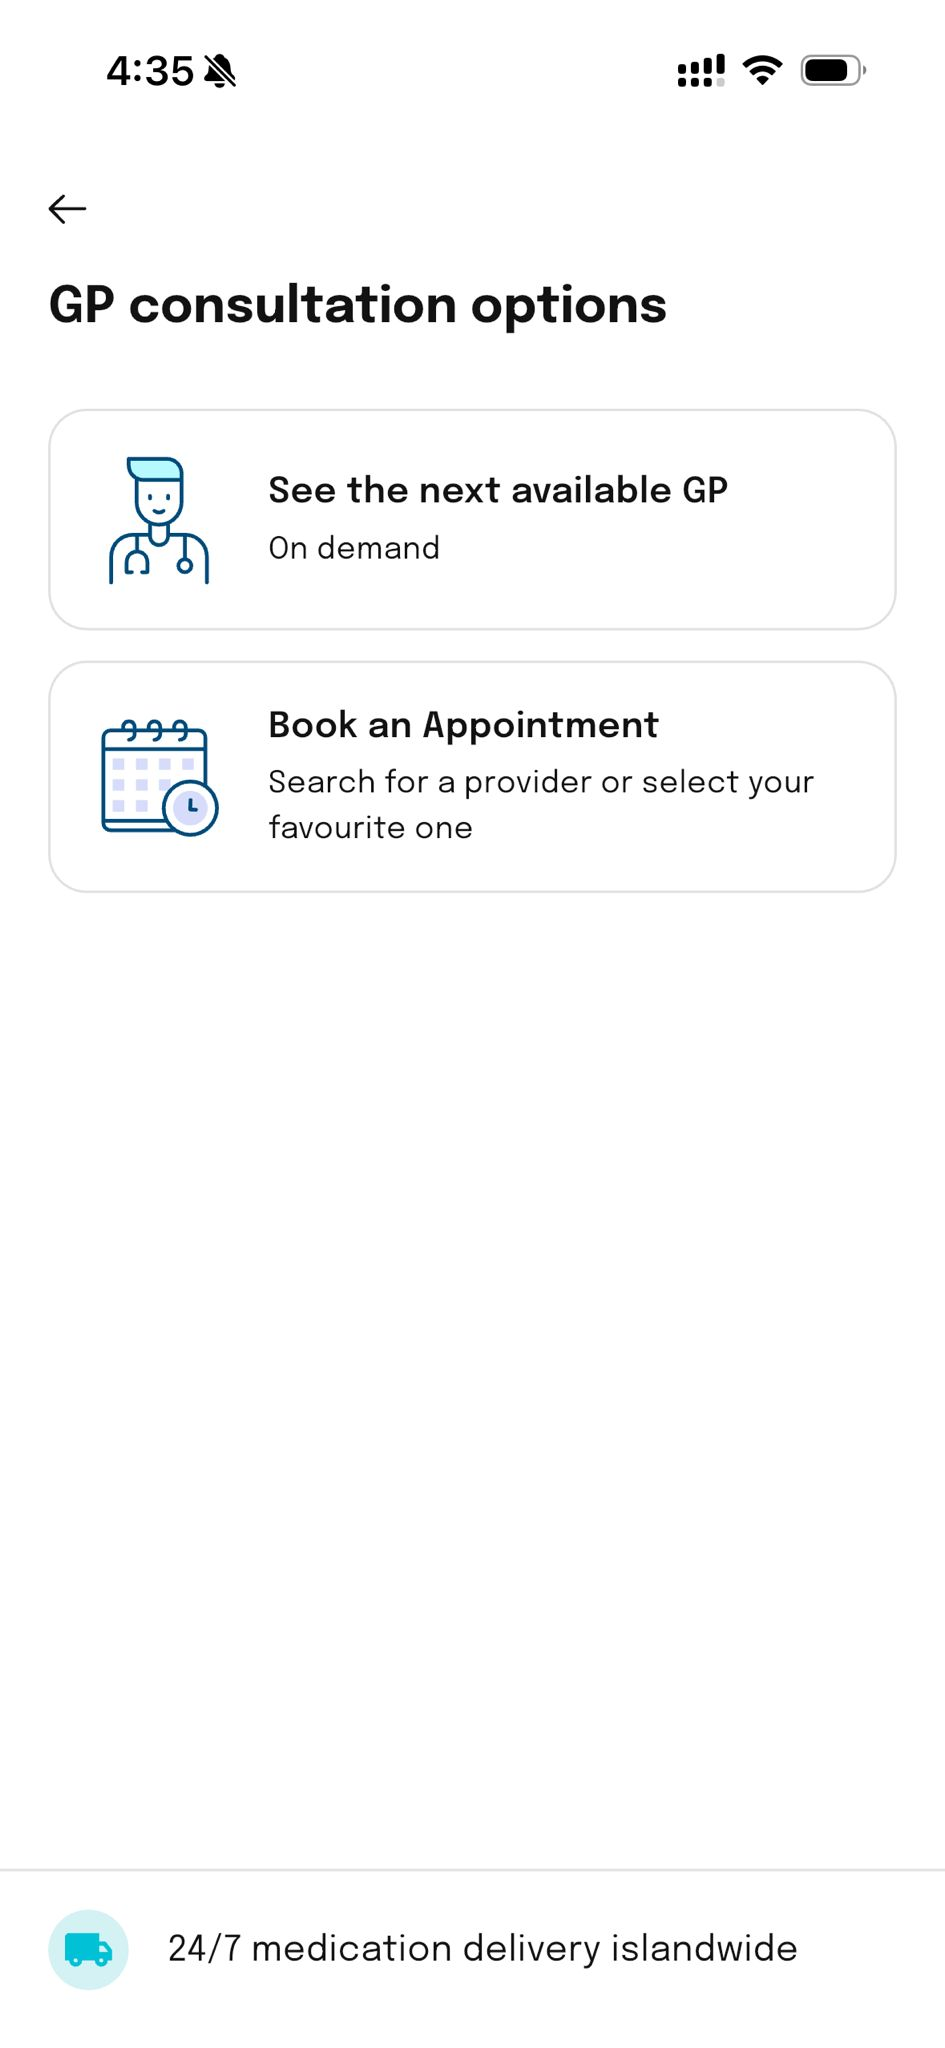 4:35
GP consultation options
See the next available GP
On demand
Book an Appointment
Search for a provider or select your
favourite one
24/7 medication delivery islandwide